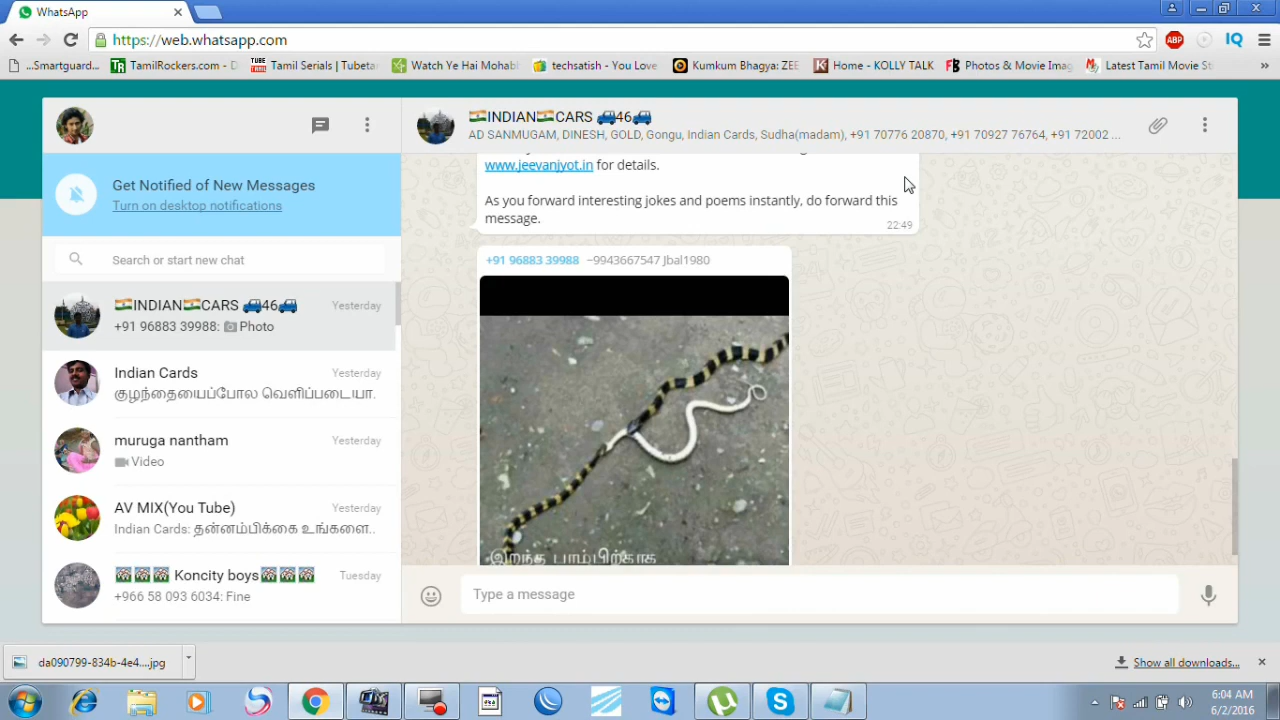 WhatsApp
https://web.whatsapp.com
ABP
IQ
...Smartguard...
TamilRockers.com - D
Tamil Serials | Tubeta
Watch Ye Hai Mohab
techsatish - You Love
Kumkum Bhagya: ZEE
Home - KOLLY TALK
Photos & Movie Imag
Latest Tamil Movie St
INDIAN CARS 46
AD SANMUGAM, DINESH, GOLD, Gongu, Indian Cards, Sudha(madam), +91 70776 20870, +91 70927 76764, +91 72002 ...
Get Notified of New Messages
Turn on desktop notifications
Search or start new chat
INDIAN CARS 46 Yesterday
+91 96883 39988: Photo
Indian Cards Yesterday
குழந்தையைப்போல வெளிப்படையா.
muruga nantham Yesterday
Video
AV MIX(You Tube) Yesterday
Indian Cards: தன்னம்பிக்கை உங்களை..
Koncity boys Tuesday
+966 58 093 6034: Fine
www.jeevanjyot.in for details.
As you forward interesting jokes and poems instantly, do forward this
message.
22:49
+91 96883 39988 ~9943667547 Jbal1980
இறந்த பாம்பிற்காக
Type a message
da090799-834b-4e4....jpg
Show all downloads...
6:04 AM
6/2/2016